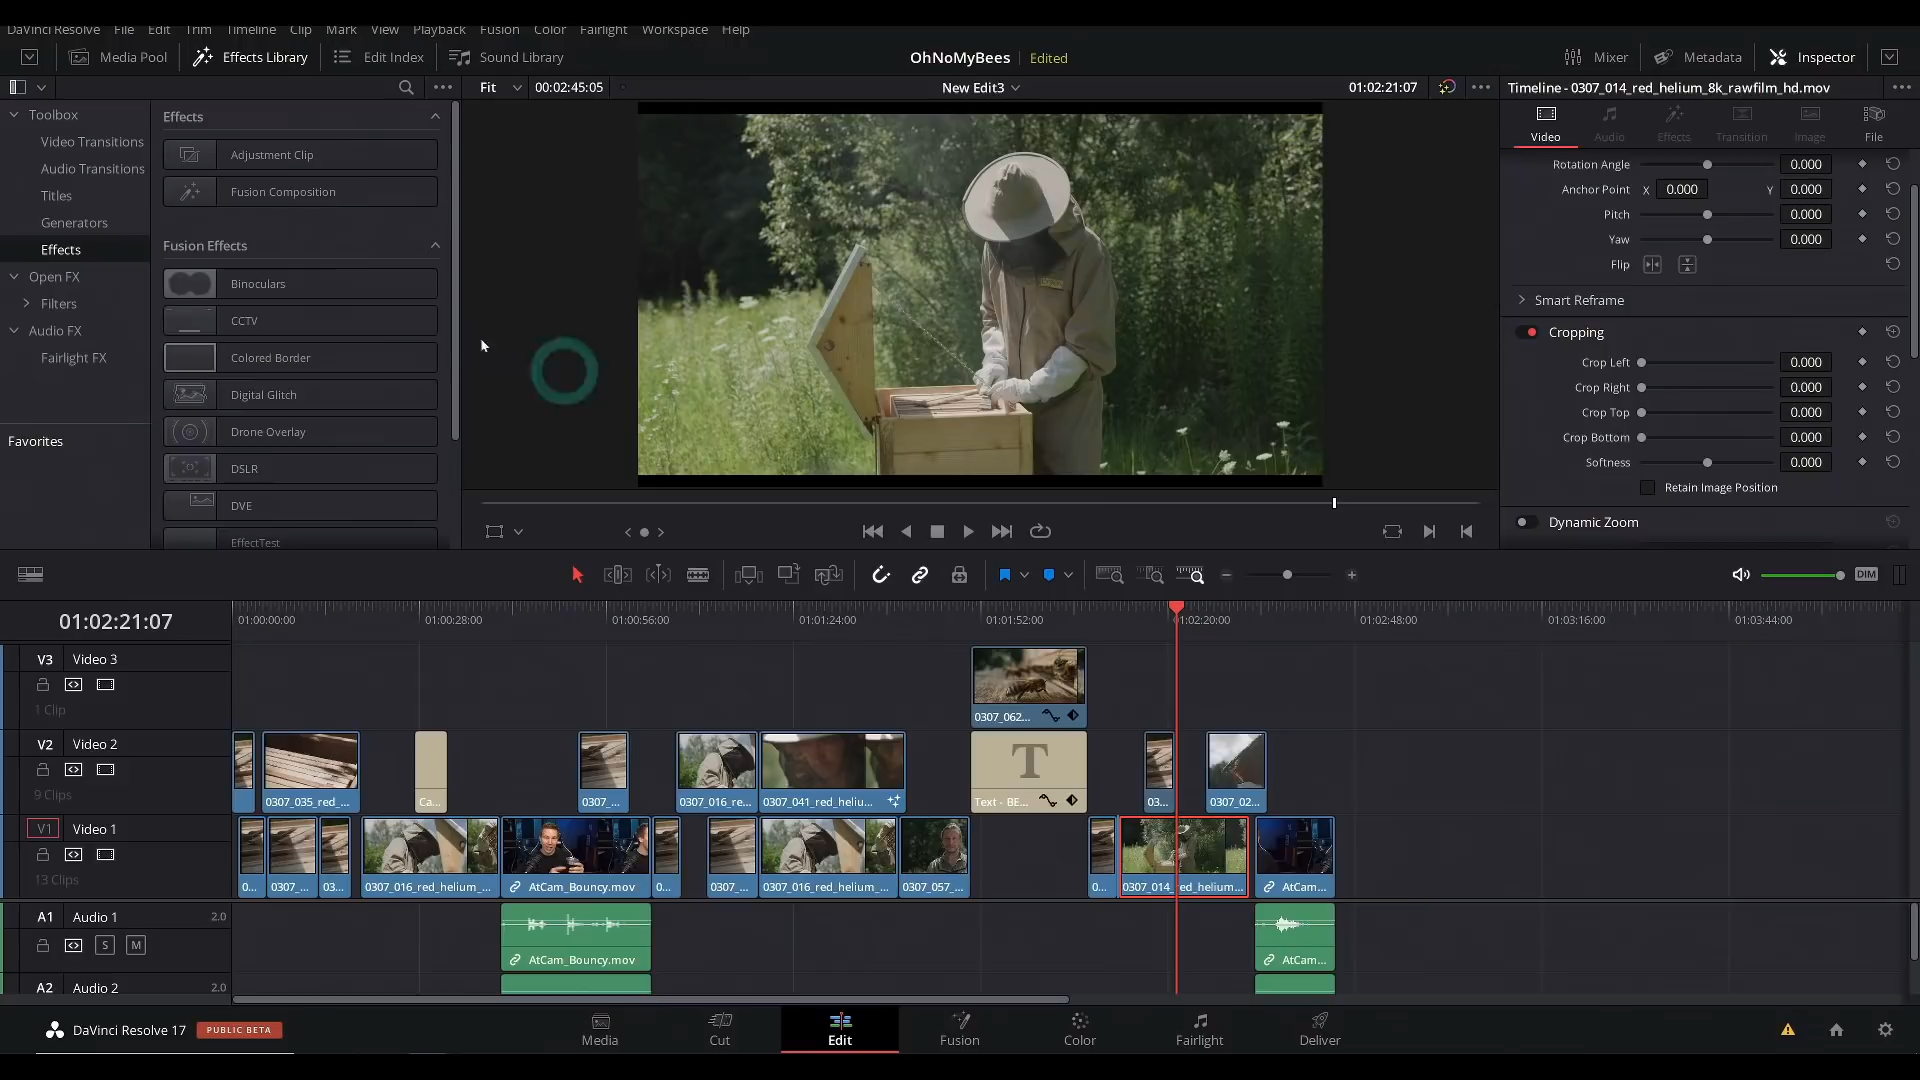 DaVinci Resolve File Edit Trim Timeline Clip Mark View Playback Fusion Color Fairlight Workspace Help
Media Pool Effects Library Edit Index Sound Library OhNoMyBees Edited Mixer Metadata Inspector
Fit 00:02:45:05 New Edit3 01:02:21:07 Timeline - 0307_014_red_helium_8k_rawfilm_hd.mov
Toolbox
Video Transitions
Audio Transitions
Titles
Generators
Effects
Open FX
Filters
Audio FX
Fairlight FX
Favorites
Effects
Adjustment Clip
Fusion Composition
Fusion Effects
Binoculars
CCTV
Colored Border
Digital Glitch
Drone Overlay
DSLR
DVE
EffectTest
Video Audio Effects Transition Image File
Rotation Angle 0.000
Anchor Point X 0.000 Y 0.000
Pitch 0.000
Yaw 0.000
Flip
Smart Reframe
Cropping
Crop Left 0.000
Crop Right 0.000
Crop Top 0.000
Crop Bottom 0.000
Softness 0.000
Retain Image Position
Dynamic Zoom
DIM
01:02:21:07
01:00:00:00 01:00:28:00 01:00:56:00 01:01:24:00 01:01:52:00 01:02:20:00 01:02:48:00 01:03:16:00 01:03:44:00
V3 Video 3
1 Clip
0307_062...
V2 Video 2
9 Clips
T
0307_035_red_... Ca... 0307_... 0307_016_re... 0307_041_red_heliu... Text - BE... 03... 0307_02...
V1 Video 1
13 Clips
0... 0307_... 03... 0307_016_red_helium_... AtCam_Bouncy.mov 0... 0307_... 0307_016_red_helium_... 0307_057_... 0... 0307_014_red_helium... AtCam...
A1 Audio 1 2.0
S M
AtCam_Bouncy.mov AtCam...
A2 Audio 2 2.0
DaVinci Resolve 17 PUBLIC BETA
Media Cut Edit Fusion Color Fairlight Deliver